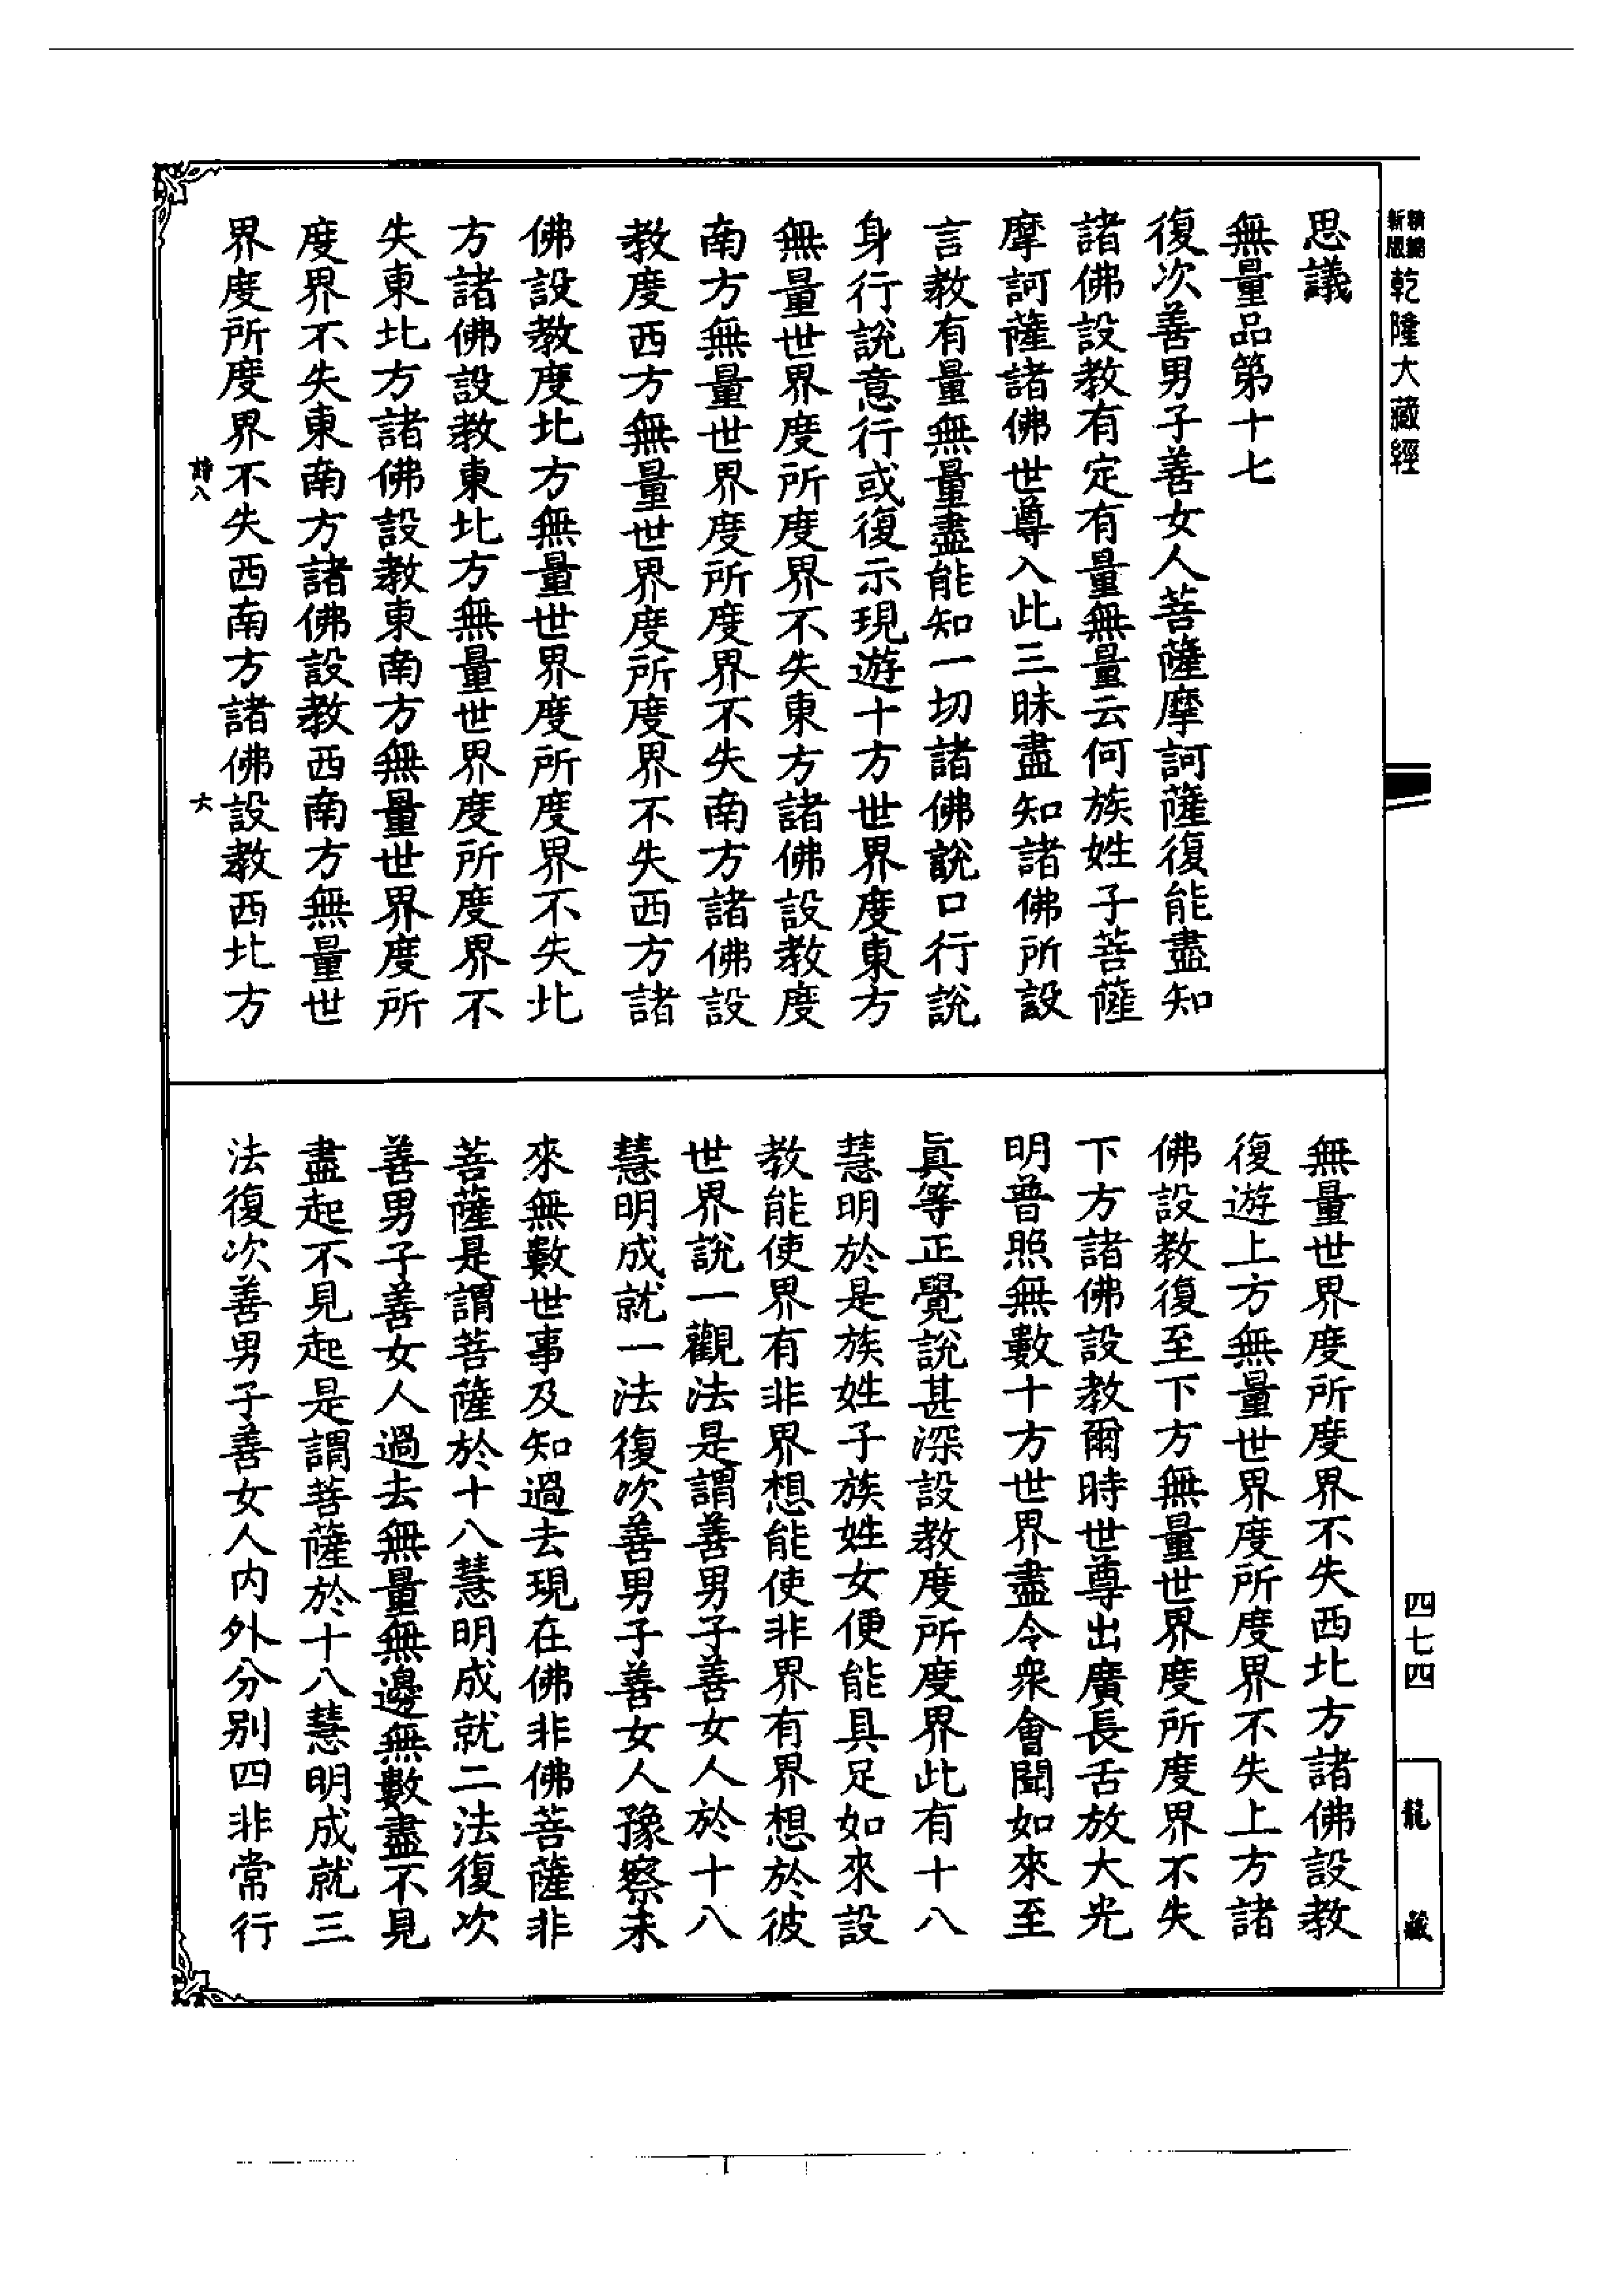 新編
新版
乾隆大藏經
四七四
龍藏
思議
無量品第十七
復次善男子善女人菩薩摩訶薩復能盡知
諸佛設教有定有量無量云何族姓子菩薩
摩訶薩諸佛世尊入此三昧盡知諸佛所設
言教有量無量盡能知一切諸佛說口行說
身行說意行或復示現遊十方世界度東方
無量世界度所度界不失東方諸佛設教度
南方無量世界度所度界不失南方諸佛設
教度西方無量世界度所度界不失西方諸
佛設教度北方無量世界度所度界不失北
方諸佛設教東北方無量世界度所度界不
失東北方諸佛設教東南方無量世界度所
度界不失東南方諸佛設教西南方無量世
界度所度界不失西南方諸佛設教西北方
詩八
六
無量世界度所度界不失西北方諸佛設教
復遊上方無量世界度所度界不失上方諸
佛設教復至下方無量世界度所度界不失
下方諸佛設教爾時世尊出廣長舌放大光
明普照無數十方世界盡令衆會聞如來至
眞等正覺說甚深設教度所度界此有十八
慧明於是族姓子族姓女便能具足如來設
教能使界有非界想能使非界有界想於彼
世界說一觀法是謂善男子善女人於十八
慧明成就一法復次善男子善女人豫察未
來無數世事及知過去現在佛非佛菩薩非
菩薩是謂菩薩於十八慧明成就二法復次
善男子善女人過去無量無邊無數盡不見
盡起不見起是謂菩薩於十八慧明成就三
法復次善男子善女人内外分别四非常行